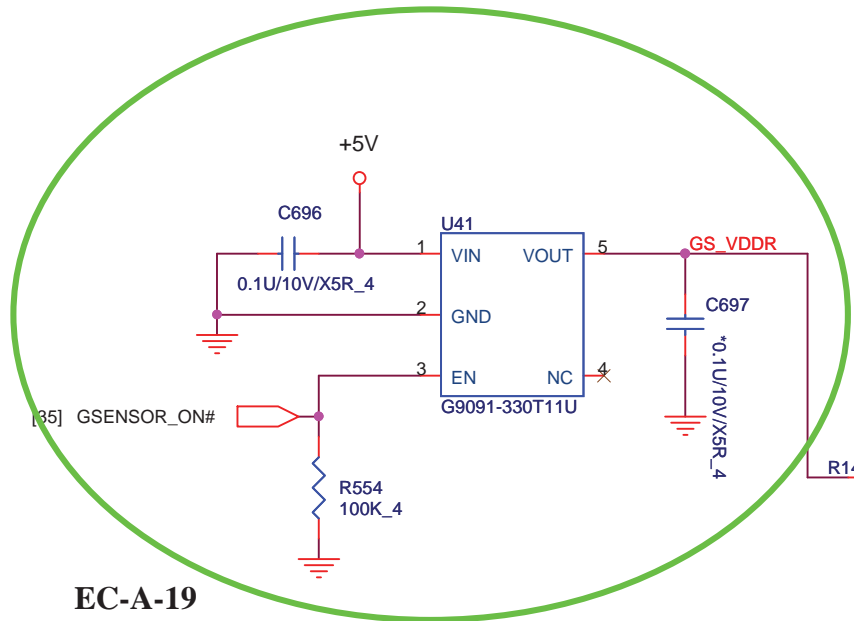 +5V
C696
0.1U/10V/X5R_4
U41
1 VIN
VOUT 5
GS_VDDR
2 GND
C697
*0.1U/10V/X5R_4
3 EN
NC 4
G9091-330T11U
[35] GSENSOR_ON#
R554
100K_4
R14
EC-A-19